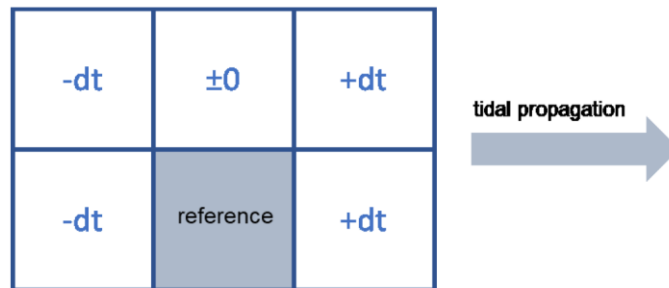 -dt
±0
+dt
tidal propagation
-dt
reference
+dt